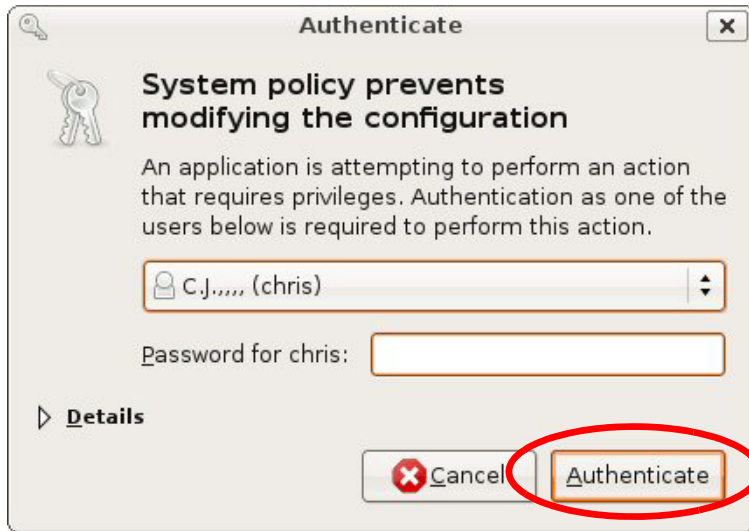 Authenticate
System policy prevents
modifying the configuration
An application is attempting to perform an action
that requires privileges. Authentication as one of the
users below is required to perform this action.
C.J.,,,, (chris)
Password for chris:
Details
Cancel Authenticate